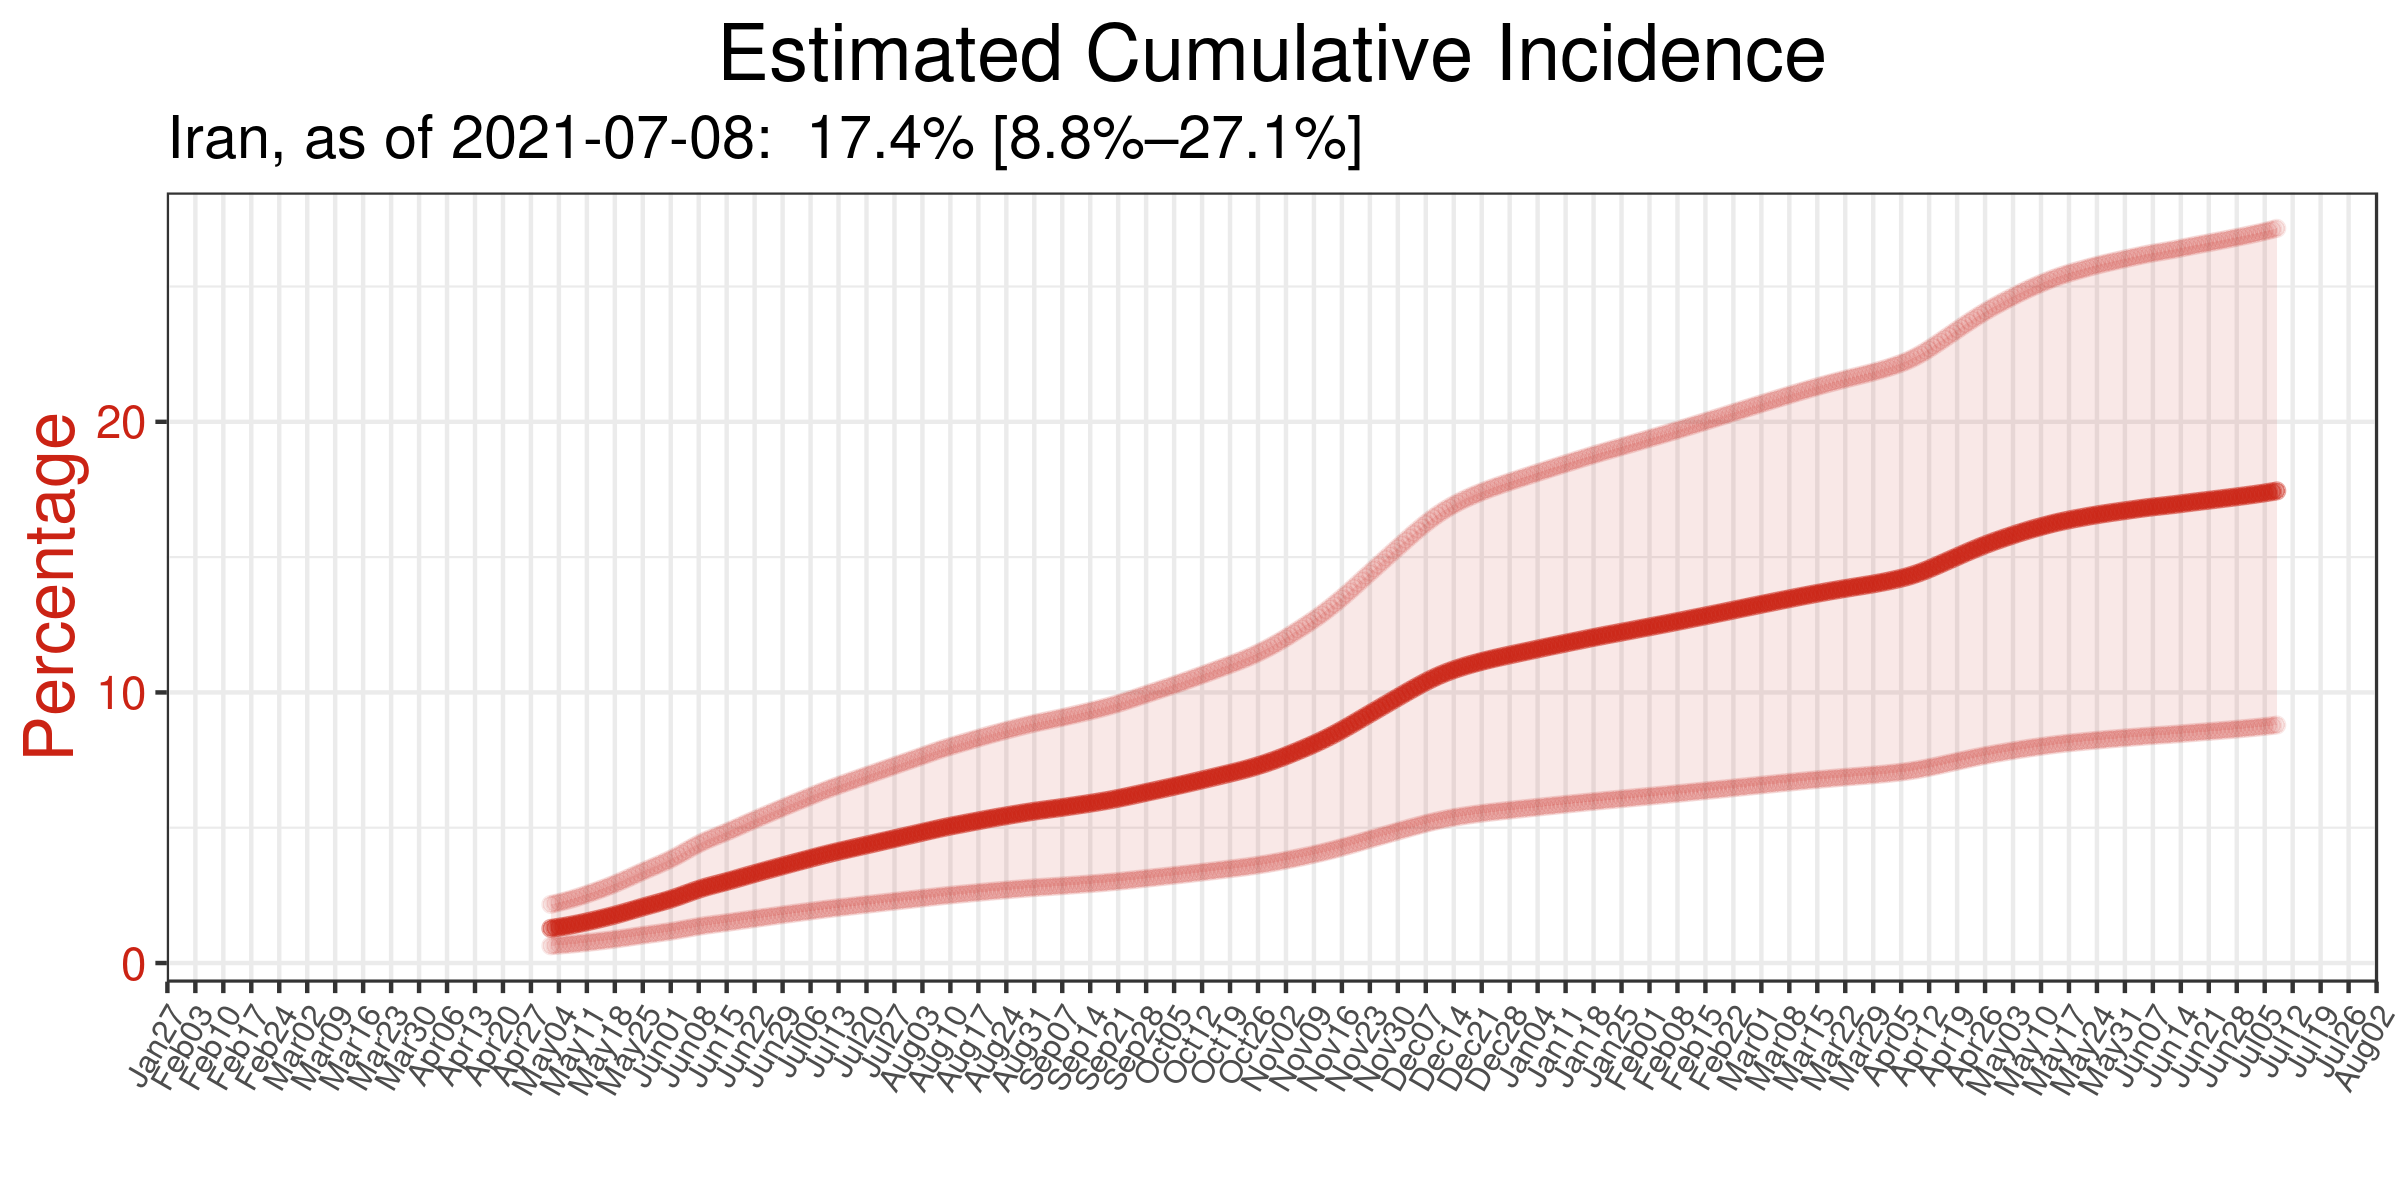 Estimated Cumulative Incidence
Iran, as of 2021-07-08:  17.4% [8.8%–27.1%]
Percentage
20
10
0
Jan27
Feb03
Feb10
Feb17
Feb24
Mar02
Mar09
Mar16
Mar23
Mar30
Apr06
Apr13
Apr20
Apr27
May04
May11
May18
May25
Jun01
Jun08
Jun15
Jun22
Jun29
Jul06
Jul13
Jul20
Jul27
Aug03
Aug10
Aug17
Aug24
Aug31
Sep07
Sep14
Sep21
Sep28
Oct05
Oct12
Oct19
Oct26
Nov02
Nov09
Nov16
Nov23
Nov30
Dec07
Dec14
Dec21
Dec28
Jan04
Jan11
Jan18
Jan25
Feb01
Feb08
Feb15
Feb22
Mar01
Mar08
Mar15
Mar22
Mar29
Apr05
Apr12
Apr19
Apr26
May03
May10
May17
May24
May31
Jun07
Jun14
Jun21
Jun28
Jul05
Jul12
Jul19
Jul26
Aug02